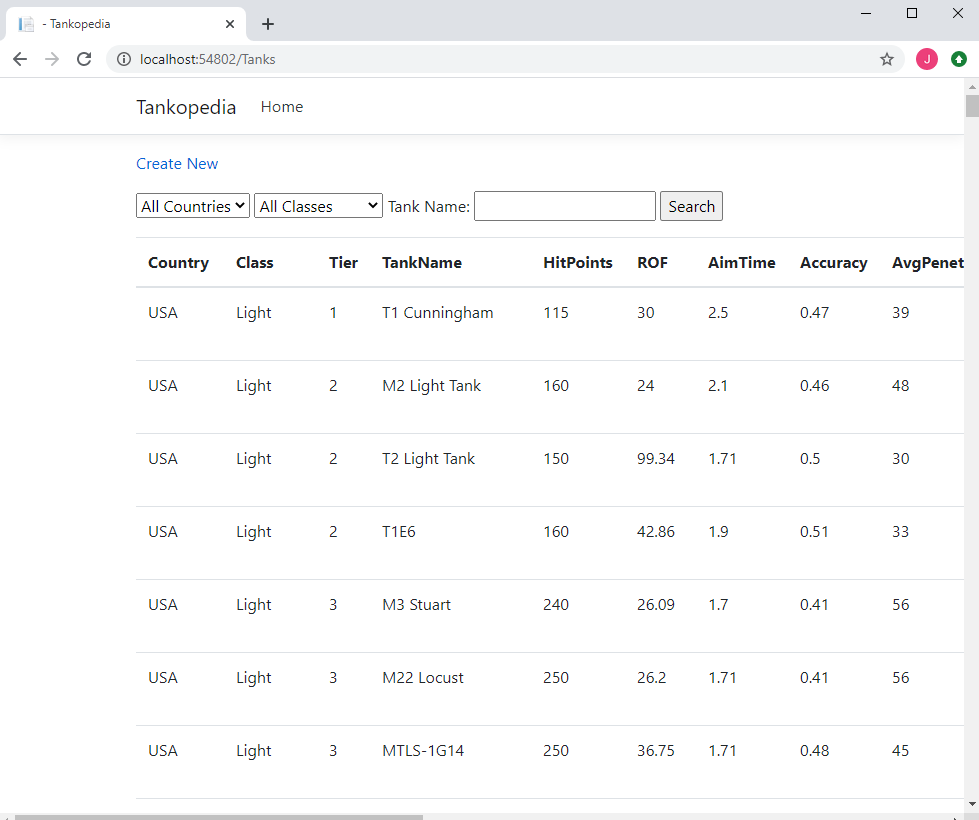 - Tankopedia
localhost:54802/Tanks
J
Tankopedia Home
Create New
All Countries All Classes Tank Name: Search
Country Class Tier TankName HitPoints ROF AimTime Accuracy AvgPenet
USA Light 1 T1 Cunningham 115 30 2.5 0.47 39
USA Light 2 M2 Light Tank 160 24 2.1 0.46 48
USA Light 2 T2 Light Tank 150 99.34 1.71 0.5 30
USA Light 2 T1E6 160 42.86 1.9 0.51 33
USA Light 3 M3 Stuart 240 26.09 1.7 0.41 56
USA Light 3 M22 Locust 250 26.2 1.71 0.41 56
USA Light 3 MTLS-1G14 250 36.75 1.71 0.48 45